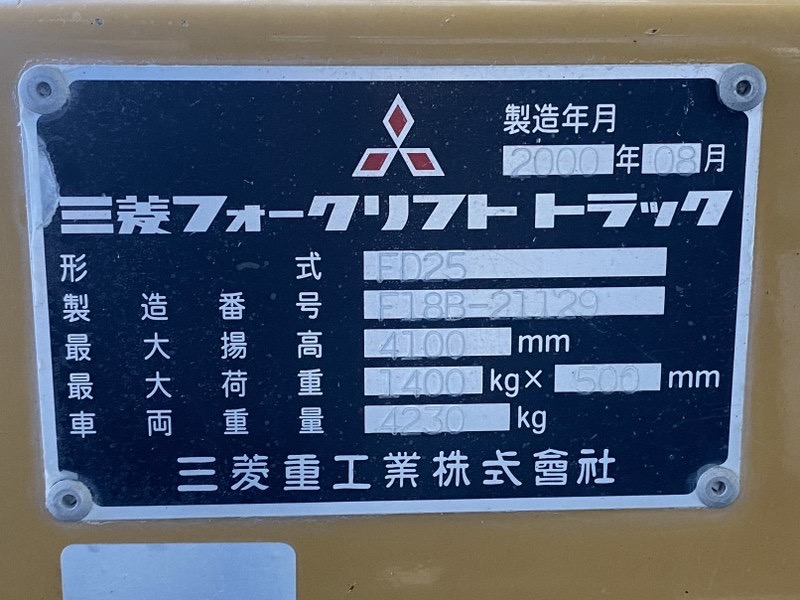 製造年月
2000年08月
三菱フォークリフト トラック
形式 FD25
製造番号 F18B-21129
最大揚高 4100 mm
最大荷重 1400 kg× 500 mm
車両重量 4230 kg
三菱重工業株式會社